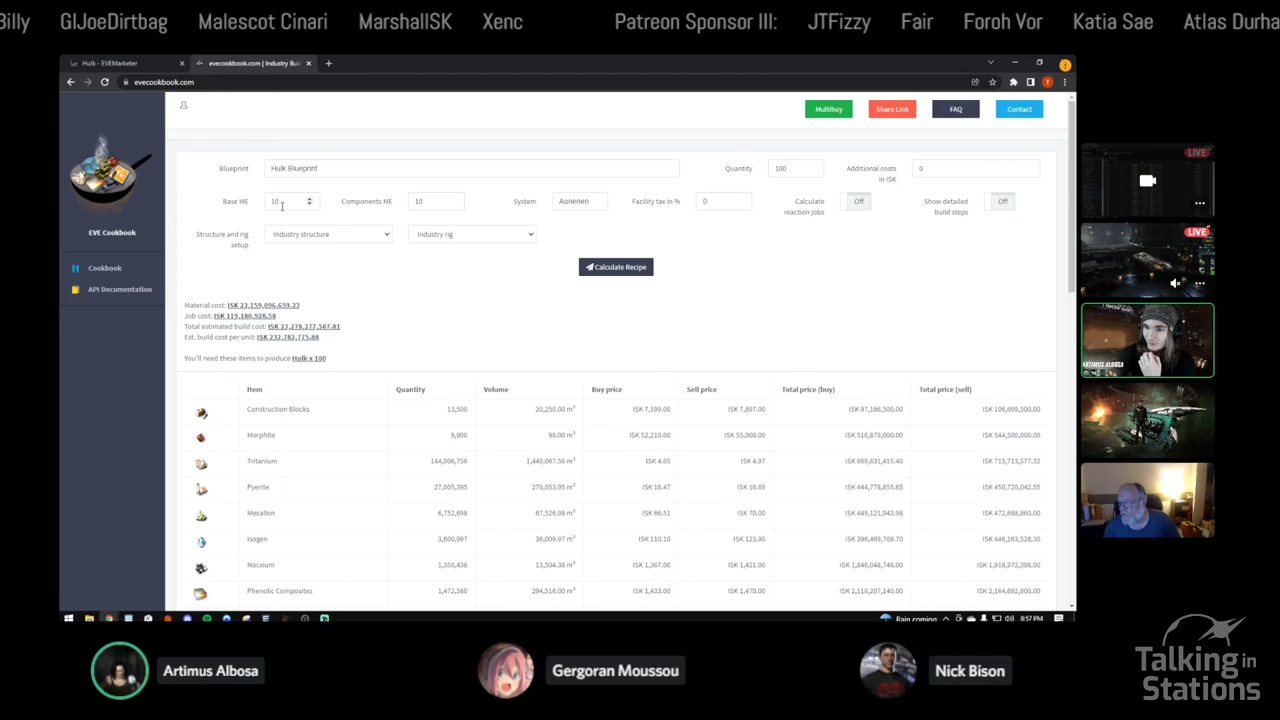 Billy GIJoeDirtbag Malescot Cinari MarshallSK Xenc Patreon Sponsor III: JTFizzy Fair Foroh Vor Katia Sae Atlas Durha
Hulk - EVEMarketer evecookbook.com | Industry Bui
evecookbook.com
Multibuy Share Link FAQ Contact
Blueprint Hulk Blueprint Quantity 100 Additional costs in ISK 0
Base ME 10 Components ME 10 System Aunenen Facility tax in % 0 Calculate reaction jobs Off Show detailed build steps Off
Structure and rig setup Industry structure Industry rig
EVE Cookbook
Cookbook
API Documentation
Calculate Recipe
Material cost: ISK 23,159,096,659.23
Job cost: ISK 119,180,928.58
Total estimated build cost: ISK 23,278,277,587.81
Est. build cost per unit: ISK 232,782,775.88
You'll need these items to produce Hulk x 100
Item Quantity Volume Buy price Sell price Total price (buy) Total price (sell)
Construction Blocks 13,500 20,250.00 m³ ISK 7,199.00 ISK 7,897.00 ISK 97,186,500.00 ISK 106,609,500.00
Morphite 9,900 99.00 m³ ISK 52,210.00 ISK 55,000.00 ISK 516,879,000.00 ISK 544,500,000.00
Tritanium 144,006,756 1,440,067.56 m³ ISK 4.65 ISK 4.97 ISK 669,631,415.40 ISK 715,713,577.32
Pyerite 27,005,395 270,053.95 m³ ISK 16.47 ISK 16.69 ISK 444,778,855.65 ISK 450,720,042.55
Mexallon 6,752,698 67,526.98 m³ ISK 66.51 ISK 70.00 ISK 449,121,943.98 ISK 472,688,860.00
Isogen 3,600,997 36,009.97 m³ ISK 110.10 ISK 123.90 ISK 396,469,769.70 ISK 446,163,528.30
Nocxium 1,350,438 13,504.38 m³ ISK 1,367.00 ISK 1,421.00 ISK 1,846,048,746.00 ISK 1,918,972,398.00
Phenolic Composites 1,472,580 294,516.00 m³ ISK 1,433.00 ISK 1,470.00 ISK 2,110,207,140.00 ISK 2,164,692,600.00
LIVE
LIVE
ARTIMUS ALBOSA
Rain coming 8:57 PM
Artimus Albosa Gergoran Moussou Nick Bison
Talking in Stations